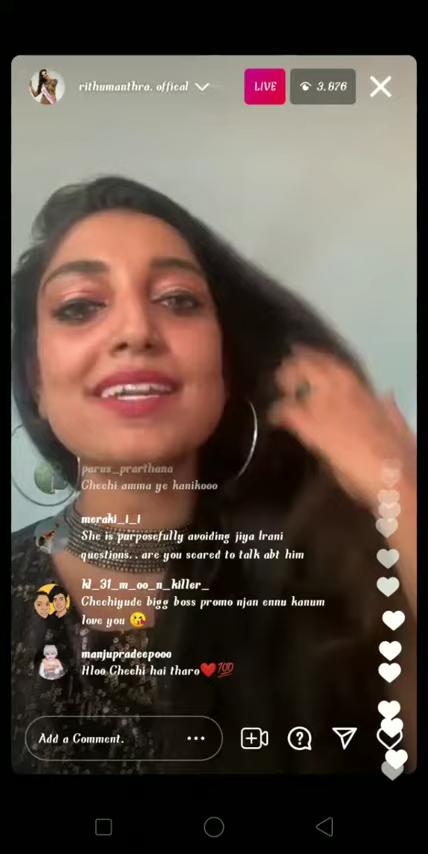 rithumanthra. offical
LIVE
3,876
parus_prarthana
Chechi amma ye kanikooo
meraki_i_i
She is purposefully avoiding jiya Irani
questions. . are you scared to talk abt him
kl_31_m_oo_n_killer_
Chechiyude bigg boss promo njan ennu kanum
love you 😘
manjupradeepooo
Hloo Chechi hai tharo❤️💯
Add a Comment.